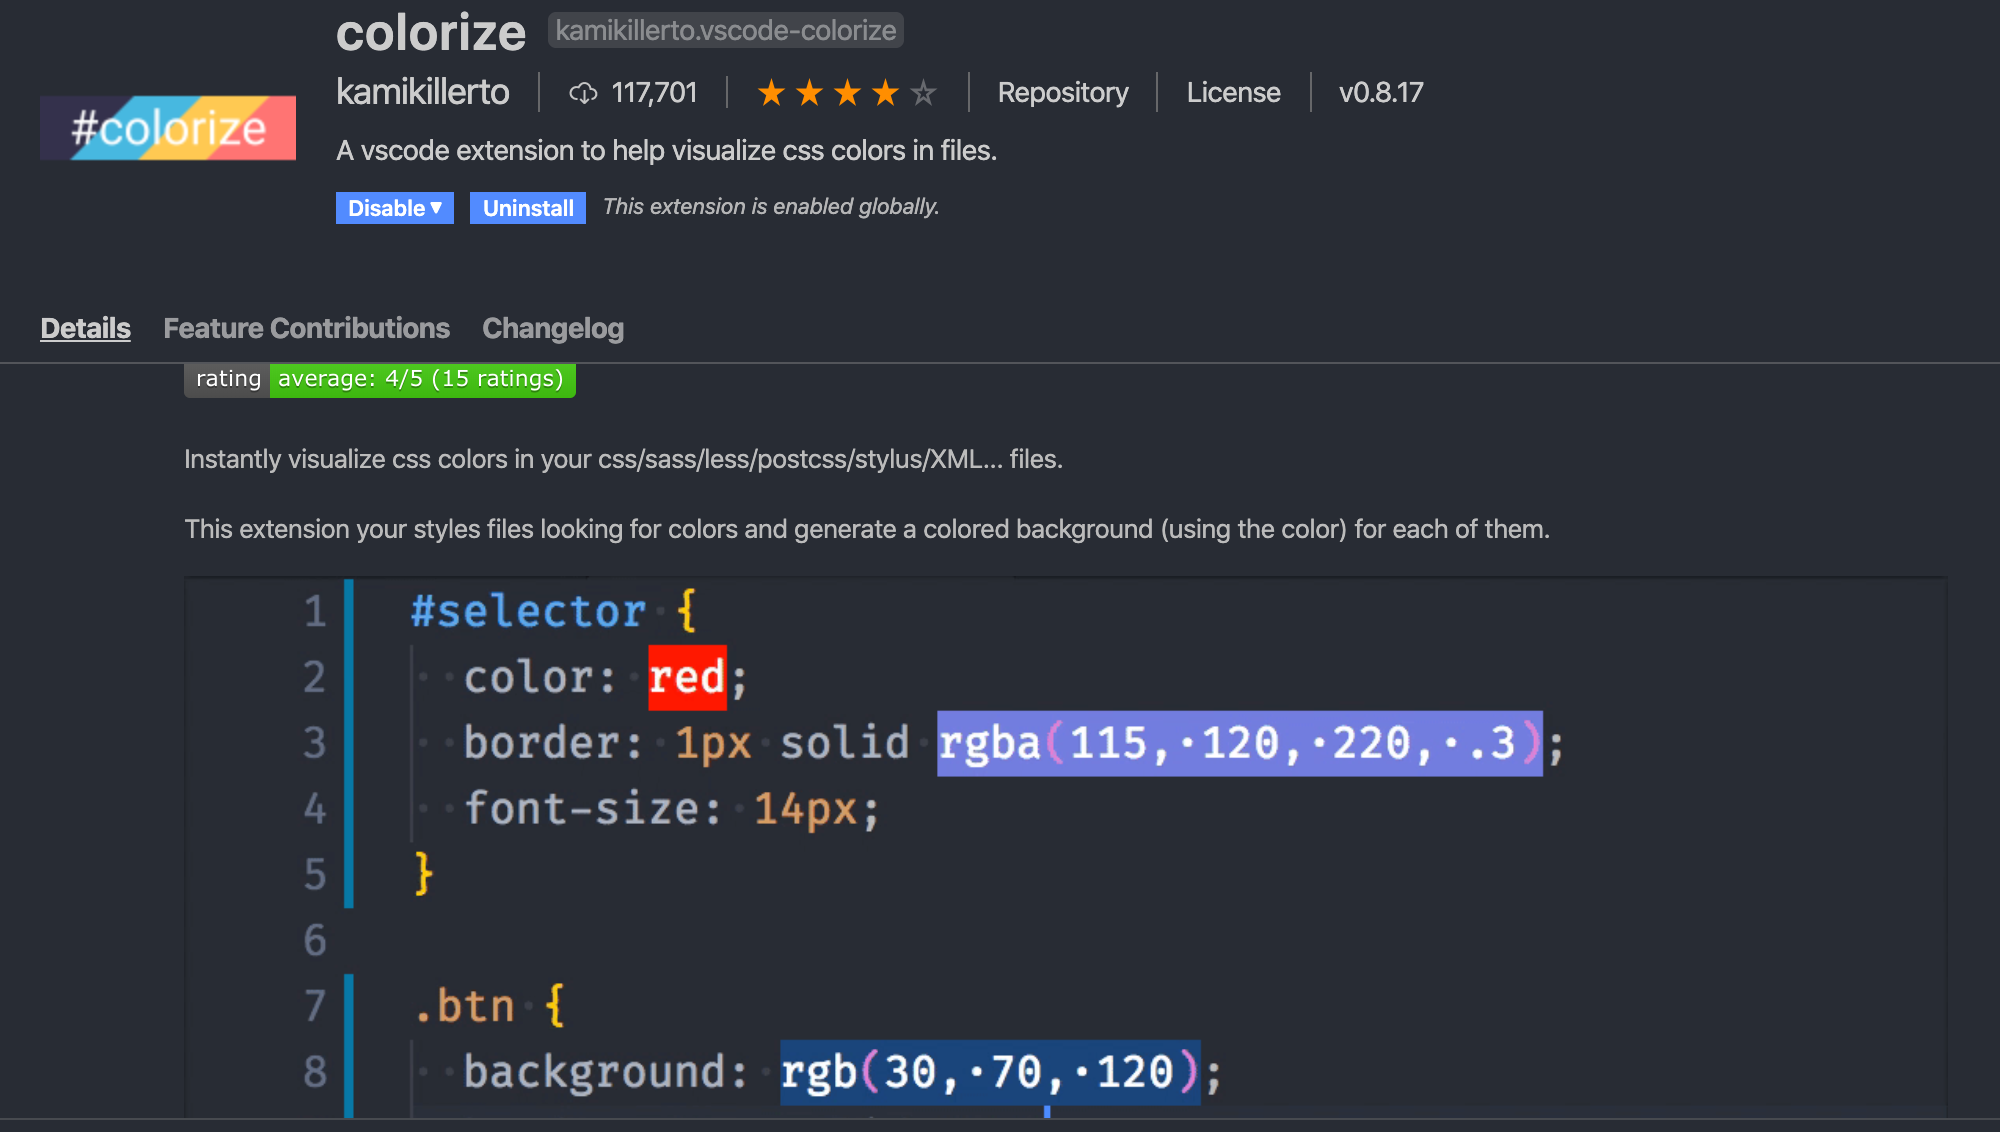 colorize kamikillerto.vscode-colorize
kamikillerto 117,701 Repository License v0.8.17
#colorize
A vscode extension to help visualize css colors in files.
Disable Uninstall This extension is enabled globally.
Details Feature Contributions Changelog
rating average: 4/5 (15 ratings)
Instantly visualize css colors in your css/sass/less/postcss/stylus/XML... files.
This extension your styles files looking for colors and generate a colored background (using the color) for each of them.
1 #selector {
2 color: red;
3 border: 1px solid rgba(115, 120, 220, .3);
4 font-size: 14px;
5 }
6
7 .btn {
8 background: rgb(30, 70, 120);